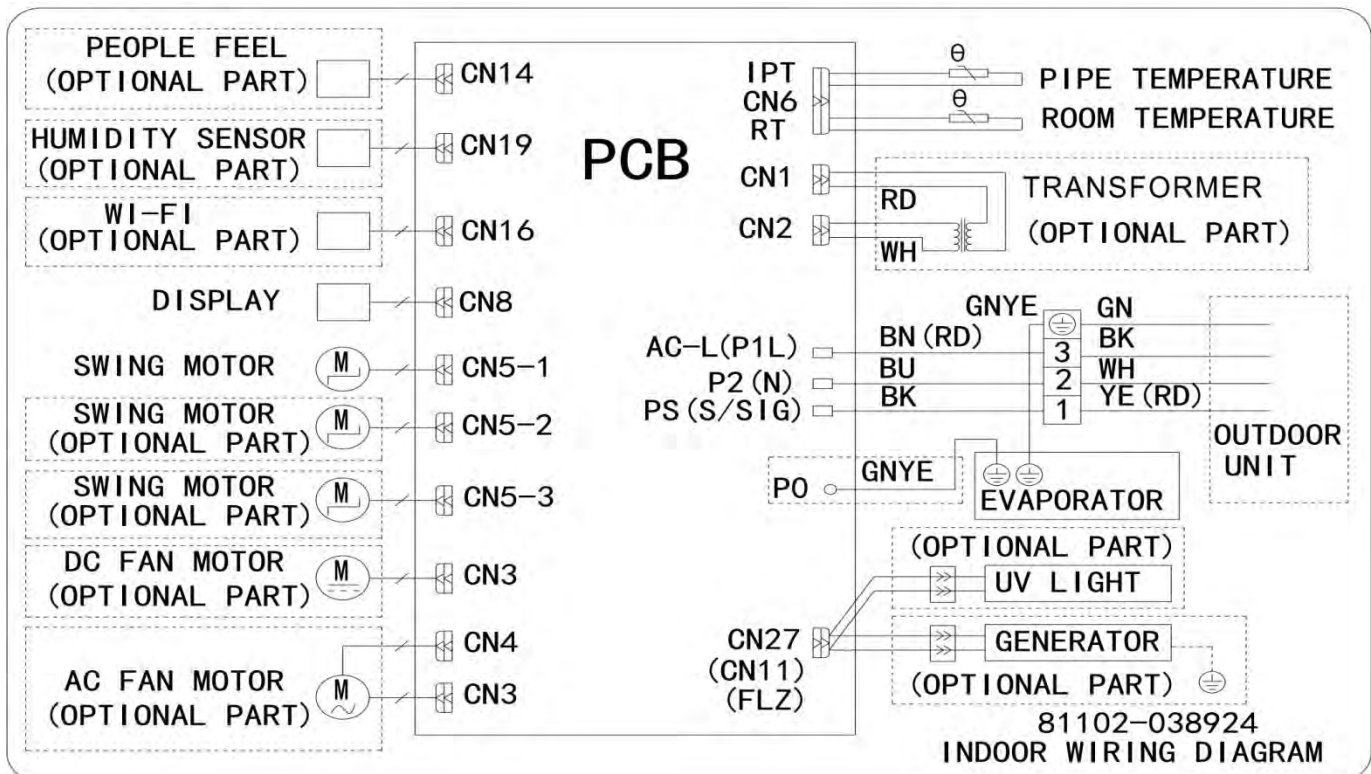 PEOPLE FEEL
(OPTIONAL PART)
CN14
HUMIDITY SENSOR
(OPTIONAL PART)
CN19
WI-FI
(OPTIONAL PART)
CN16
DISPLAY
CN8
SWING MOTOR
M
CN5-1
SWING MOTOR
(OPTIONAL PART)
M
CN5-2
SWING MOTOR
(OPTIONAL PART)
M
CN5-3
DC FAN MOTOR
(OPTIONAL PART)
M
CN3
CN4
AC FAN MOTOR
(OPTIONAL PART)
M
CN3
PCB
IPT
CN6
RT
θ
PIPE TEMPERATURE
θ
ROOM TEMPERATURE
CN1
CN2
RD
WH
TRANSFORMER
(OPTIONAL PART)
AC-L(P1L)
P2(N)
PS(S/SIG)
BN(RD)
BU
BK
GNYE
3
2
1
GN
BK
WH
YE(RD)
OUTDOOR
UNIT
P0
GNYE
EVAPORATOR
(OPTIONAL PART)
UV LIGHT
CN27
(CN11)
(FLZ)
GENERATOR
(OPTIONAL PART)
81102-038924
INDOOR WIRING DIAGRAM